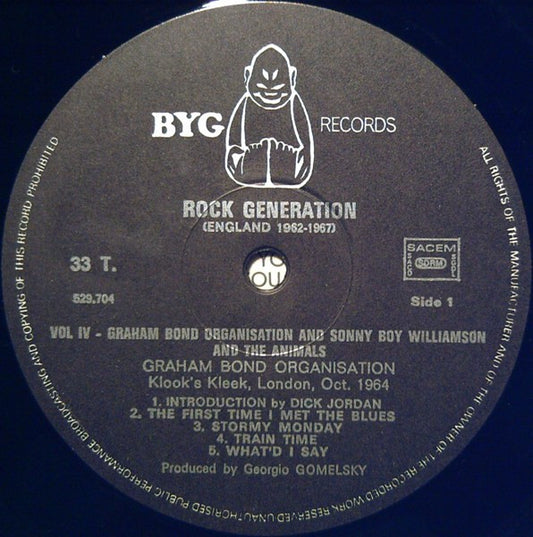 BYG RECORDS
ROCK GENERATION
(ENGLAND 1962-1967)
33 T.
529.704
SACEM
SACD SDRM SGDL
Side 1
VOL IV - GRAHAM BOND ORGANISATION AND SONNY BOY WILLIAMSON
AND THE ANIMALS
GRAHAM BOND ORGANISATION
Klook's Kleek, London, Oct. 1964
1. INTRODUCTION by DICK JORDAN
2. THE FIRST TIME I MET THE BLUES
3. STORMY MONDAY
4. TRAIN TIME
5. WHAT'D I SAY
Produced by Georgio GOMELSKY
ALL RIGHTS OF THE MANUFACTURER AND OF THE OWNER OF THE RECORDED WORK RESERVED UNAUTHORISED PUBLIC PERFORMANCE BROADCASTING AND COPYING OF THIS RECORD PROHIBITED